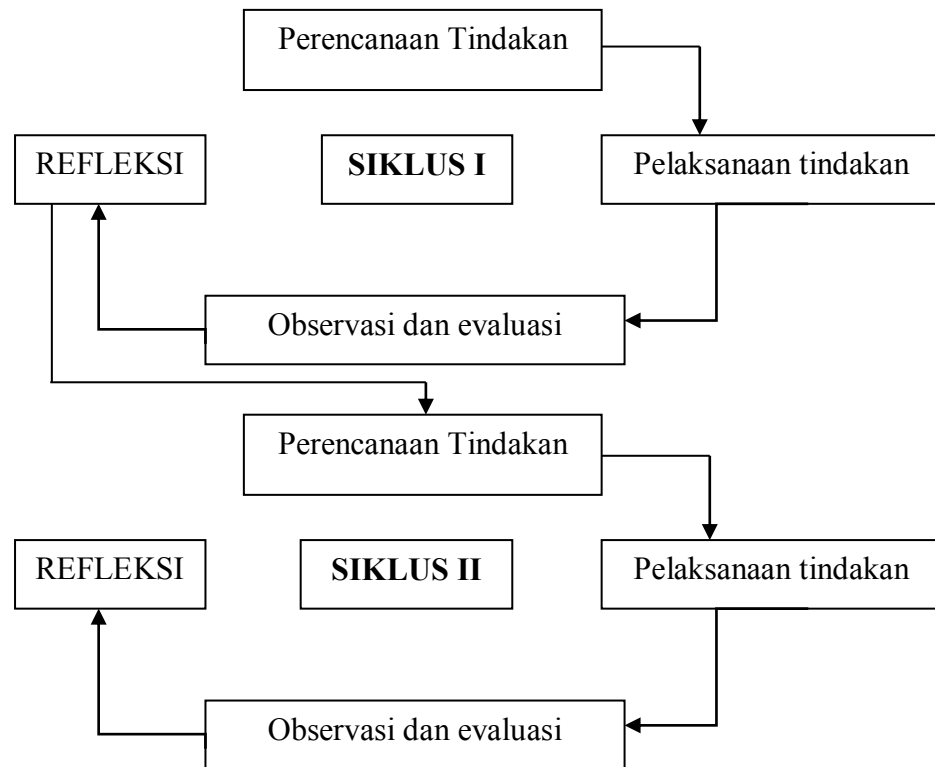 Perencanaan Tindakan
REFLEKSI
SIKLUS I
Pelaksanaan tindakan
Observasi dan evaluasi
Perencanaan Tindakan
REFLEKSI
SIKLUS II
Pelaksanaan tindakan
Observasi dan evaluasi